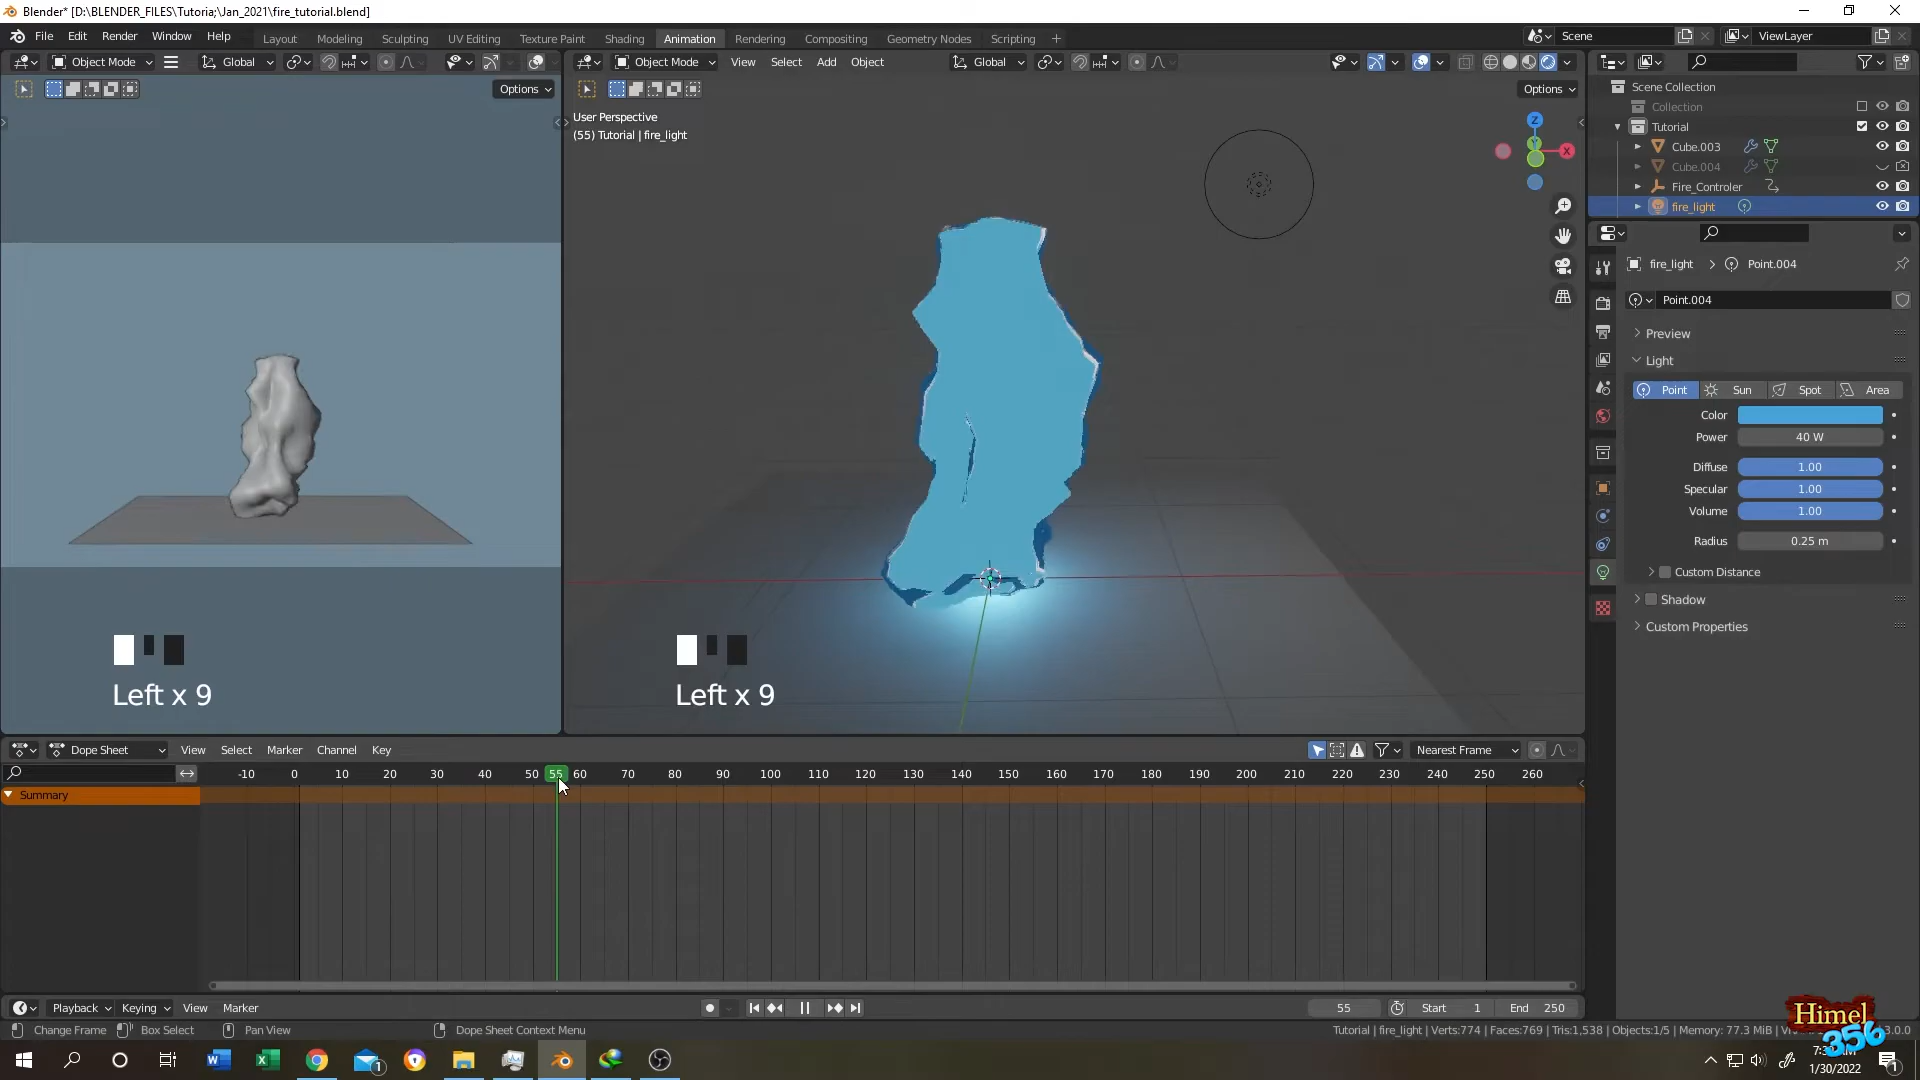 Blender* [D:\BLENDER_FILES\Tutoria;\Jan_2021\fire_tutorial.blend]
File Edit Render Window Help Layout Modeling Sculpting UV Editing Texture Paint Shading Animation Rendering Compositing Geometry Nodes Scripting + Scene ViewLayer
Object Mode Global Object Mode View Select Add Object Global
Options Options
User Perspective
(55) Tutorial | fire_light
Z
X
Scene Collection
Collection
Tutorial
Cube.003
Cube.004
Fire_Controler
fire_light
fire_light > Point.004
Point.004
Preview
Light
Point Sun Spot Area
Color
Power 40 W
Diffuse 1.00
Specular 1.00
Volume 1.00
Radius 0.25 m
Custom Distance
Shadow
Custom Properties
Left x 9 Left x 9
Dope Sheet View Select Marker Channel Key Nearest Frame
-10 0 10 20 30 40 50 55 60 70 80 90 100 110 120 130 140 150 160 170 180 190 200 210 220 230 240 250 260
Summary
Playback Keying View Marker 55 Start 1 End 250
Change Frame Box Select Pan View Dope Sheet Context Menu Tutorial | fire_light | Verts:774 | Faces:769 | Tris:1,538 | Objects:1/5 | Memory: 77.3 MiB
Himel
356
1/30/2022